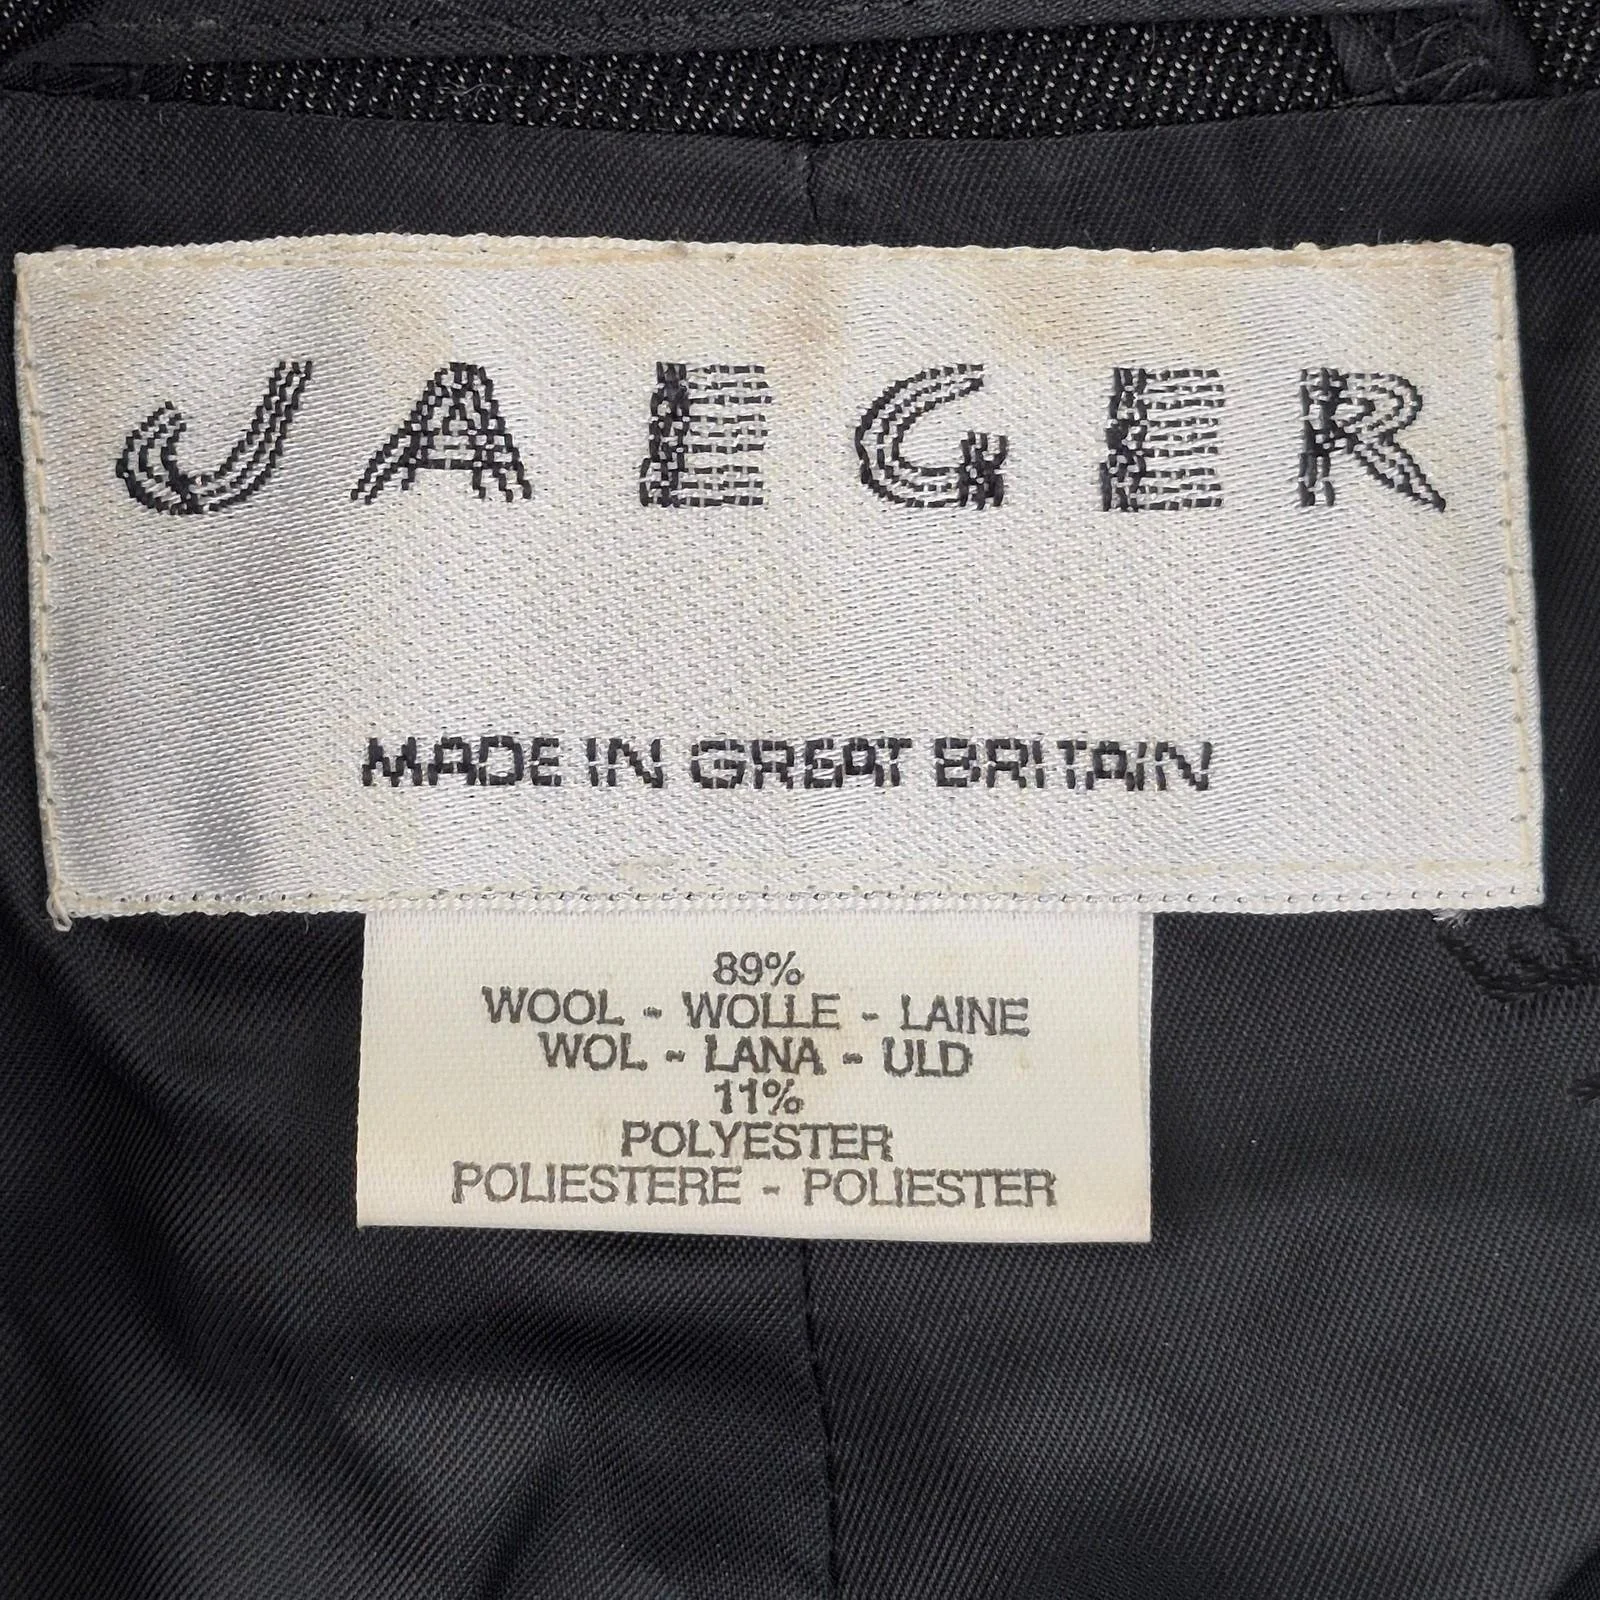 JAEGER
MADE IN GREAT BRITAIN
89%
WOOL - WOLLE - LAINE
WOL - LANA - ULD
11%
POLYESTER
POLIESTERE - POLIESTER